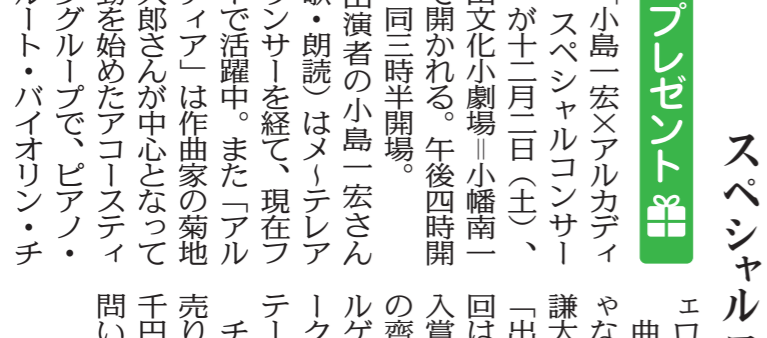 スペシャル
プレゼント
小島一宏×アルカディ
スペシャルコンサー
が十二月二日（土）、
出文化小劇場＝小幡南一
で開かれる。午後四時開
同三時半開場。
出演者の小島一宏さん
歌・朗読）はメ～テレア
ンサーを経て、現在フ
で活躍中。また「アル
ディア」は作曲家の菊地
太郎さんが中心となって
動を始めたアコースティ
グループで、ピアノ・
ルート・バイオリン・チ
ェロ
曲
ゃな
謙大
「出
回は
入賞
の齊
ルゲ
ーク
テー
チ
売り
千円
問い